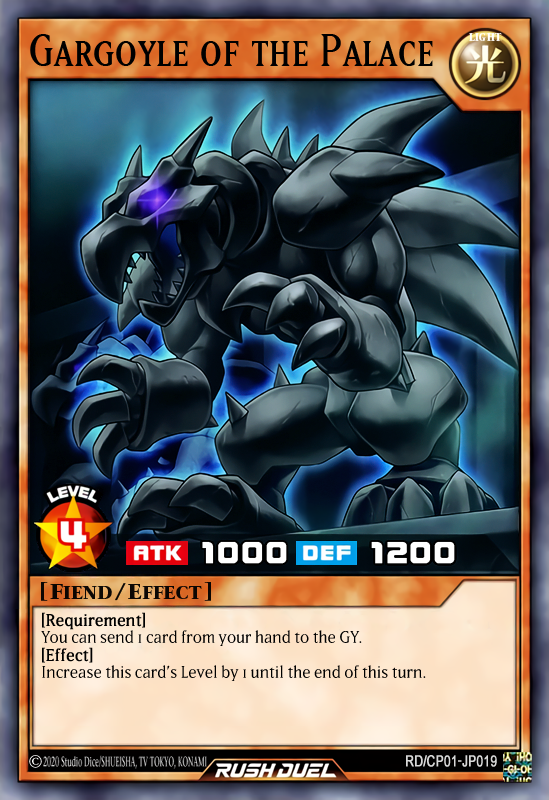 GARGOYLE OF THE PALACE
LIGHT
光
LEVEL
4
ATK 1000 DEF 1200
[FIEND/EFFECT]
[Requirement]
You can send 1 card from your hand to the GY.
[Effect]
Increase this card's Level by 1 until the end of this turn.
©2020 Studio Dice/SHUEISHA, TV TOKYO, KONAMI
RUSH DUEL
RD/CP01-JP019